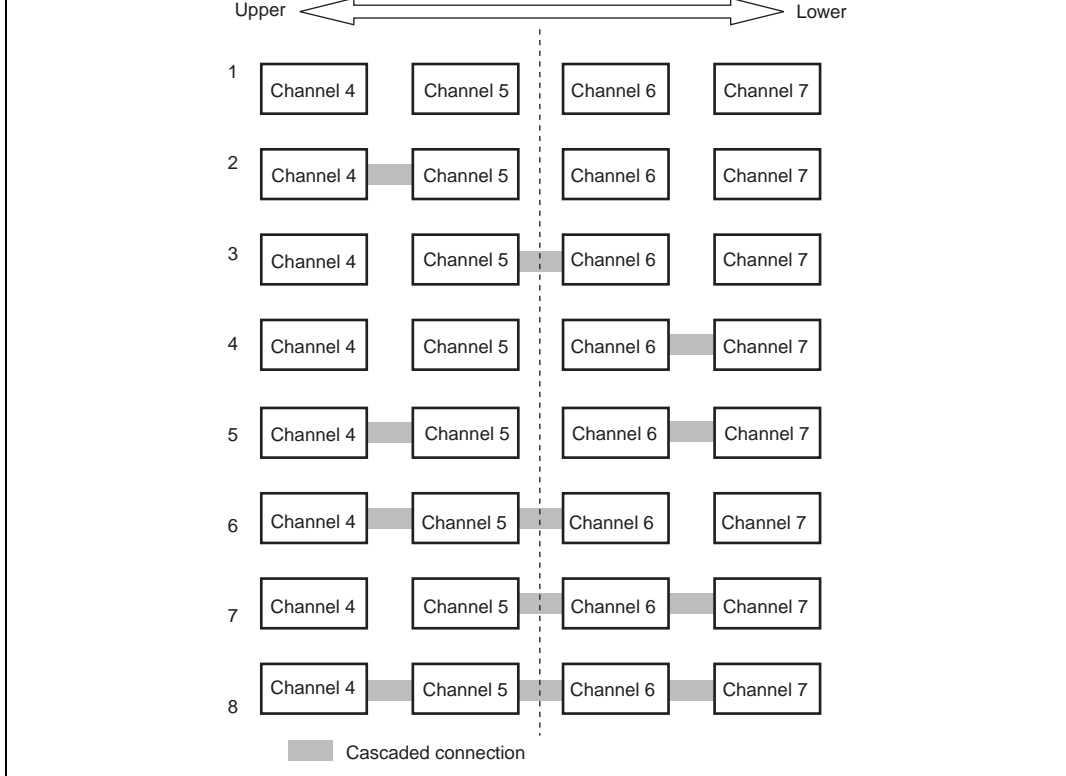 Upper Lower
1 Channel 4 Channel 5 Channel 6 Channel 7
2 Channel 4 Channel 5 Channel 6 Channel 7
3 Channel 4 Channel 5 Channel 6 Channel 7
4 Channel 4 Channel 5 Channel 6 Channel 7
5 Channel 4 Channel 5 Channel 6 Channel 7
6 Channel 4 Channel 5 Channel 6 Channel 7
7 Channel 4 Channel 5 Channel 6 Channel 7
8 Channel 4 Channel 5 Channel 6 Channel 7
Cascaded connection